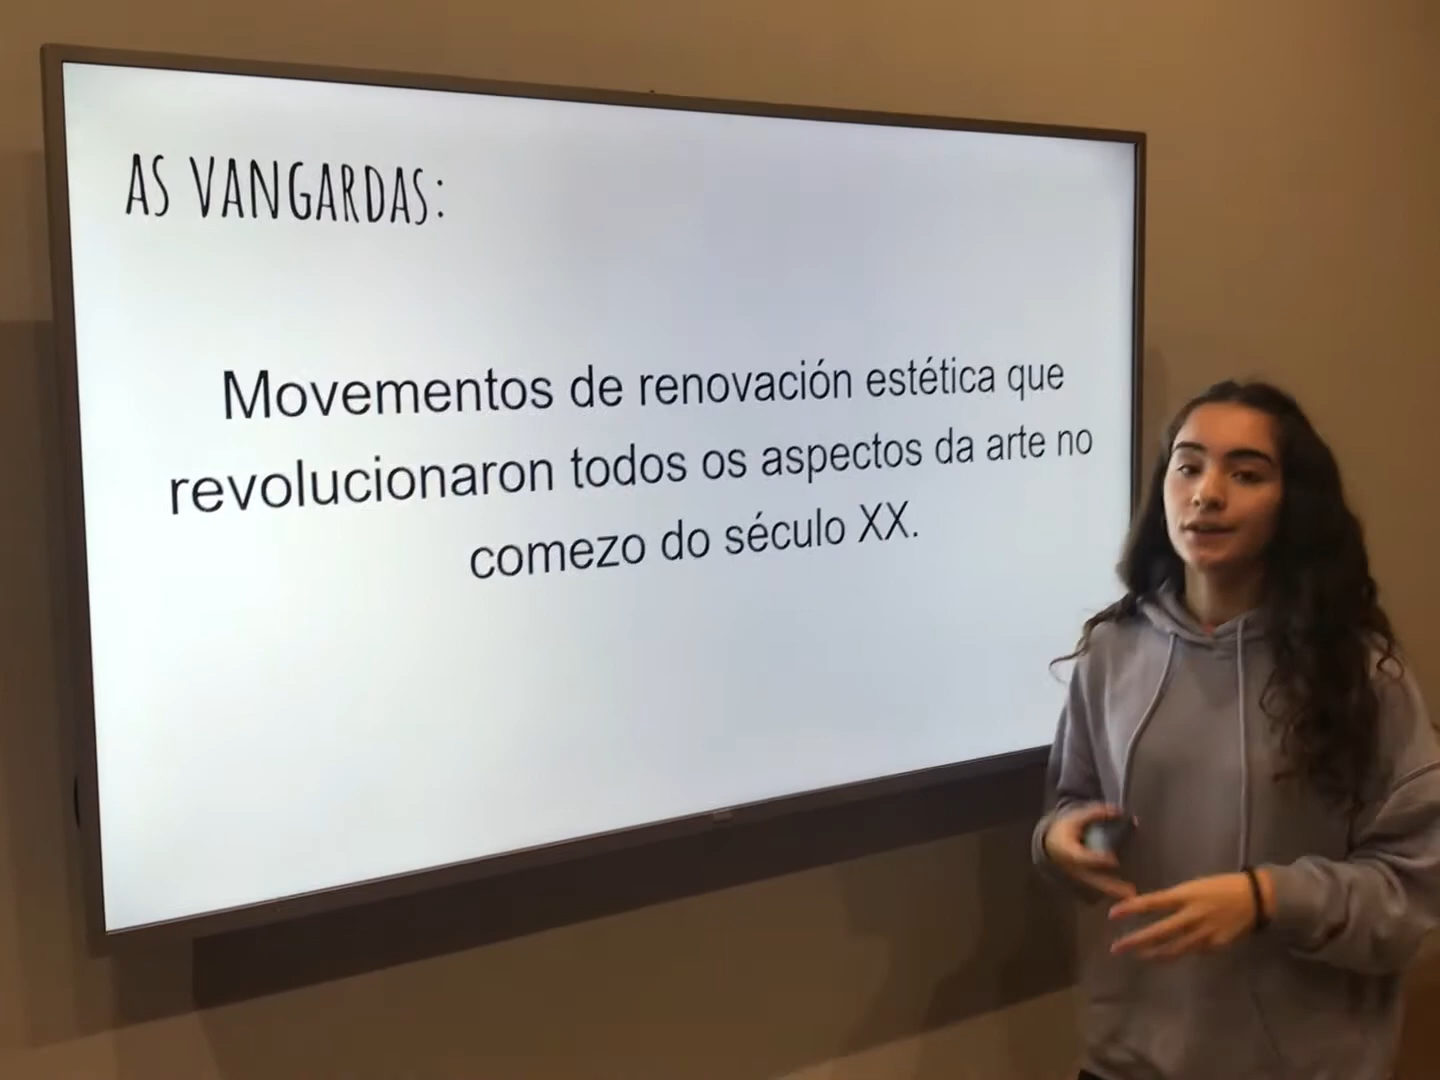 AS VANGARDAS:
Movementos de renovación estética que
revolucionaron todos os aspectos da arte no
comezo do século XX.